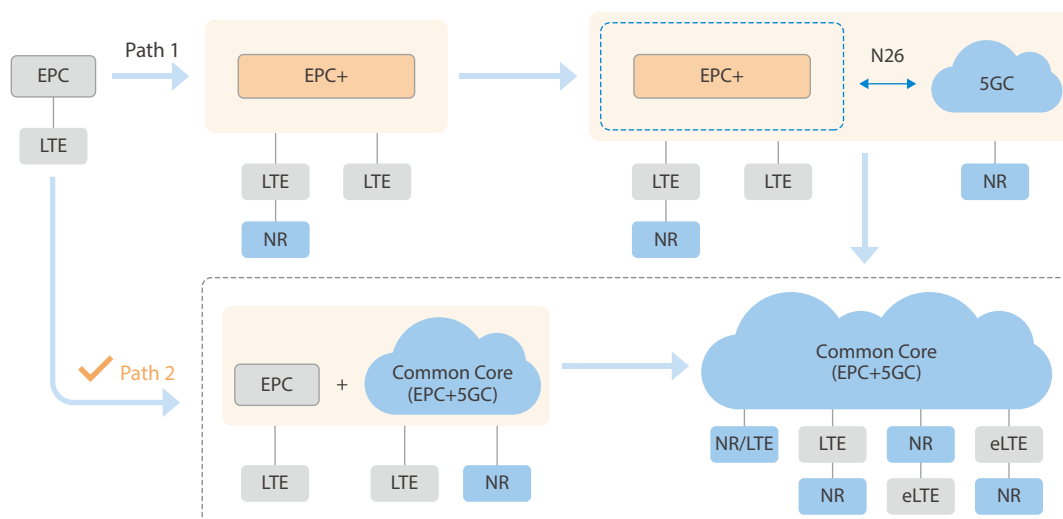 Path 1
EPC
LTE
EPC+
LTE
LTE
NR
EPC+
N26
5GC
LTE
LTE
NR
NR
Path 2
EPC
+
Common Core
(EPC+5GC)
LTE
LTE
NR
Common Core
(EPC+5GC)
NR/LTE
LTE
NR
eLTE
NR
eLTE
NR